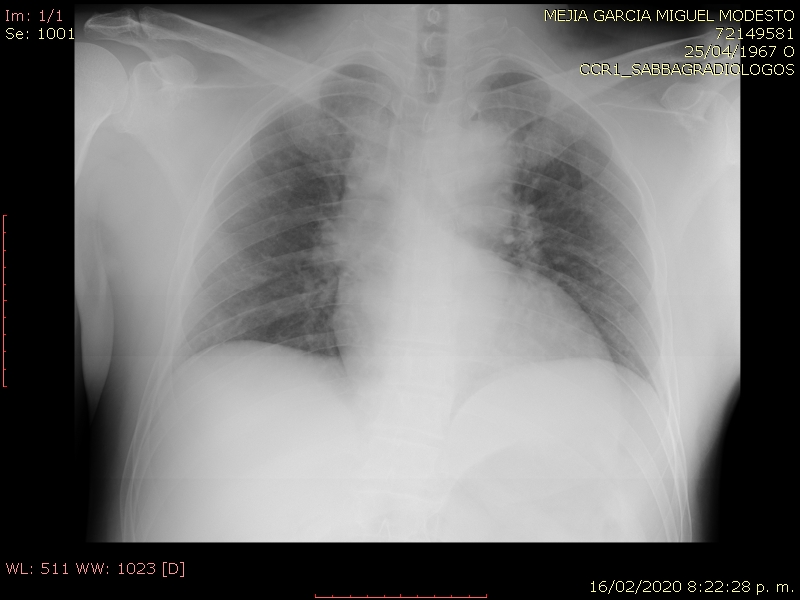 Im: 1/1
Se: 1001
MEJIA GARCIA MIGUEL MODESTO
72149581
25/04/1967 O
CCR1_SABBAGRADIOLOGOS
WL: 511 WW: 1023 [D]
16/02/2020 8:22:28 p. m.